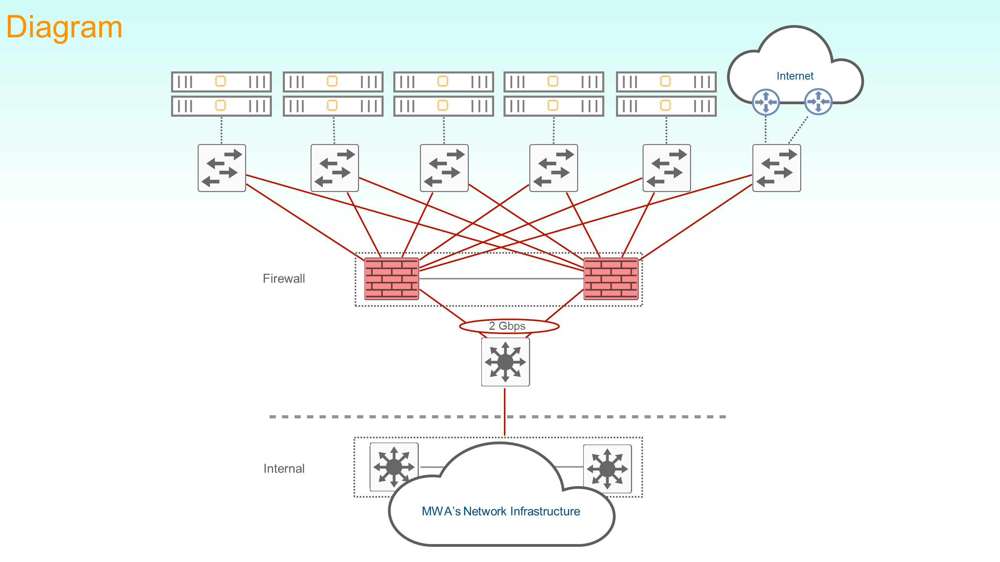 Diagram
Internet
Firewall
2 Gbps
Internal
MWA’s Network Infrastructure